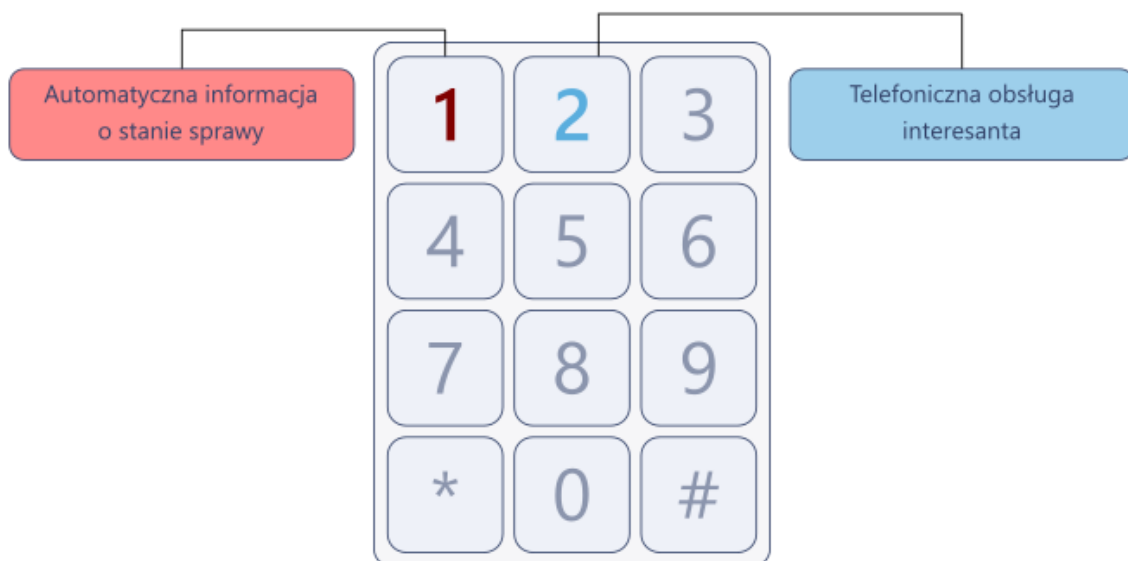 Automatyczna informacja
o stanie sprawy
Telefoniczna obsługa
interesanta
1 2 3
4 5 6
7 8 9
* 0 #